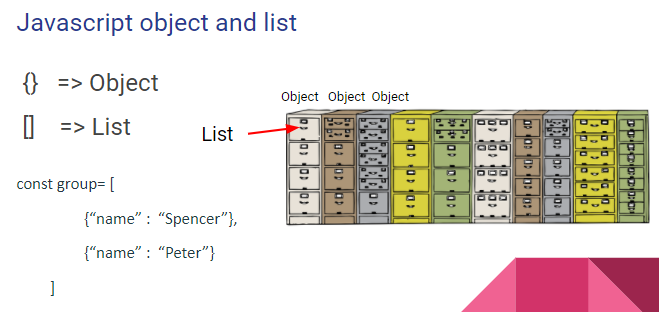 Javascript object and list
{} => Object
[] => List
Object Object Object
List
const group= [
{“name” : “Spencer”},
{“name” : “Peter”}
]